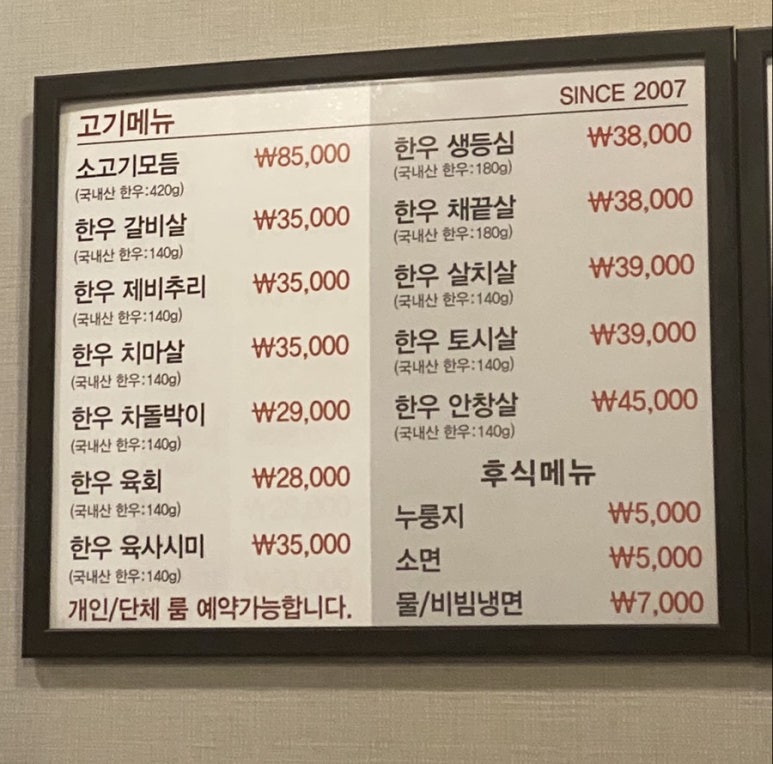 고기메뉴
소고기모듬 ₩85,000
(국내산 한우:420g)
한우 갈비살 ₩35,000
(국내산 한우:140g)
한우 제비추리 ₩35,000
(국내산 한우:140g)
한우 치마살 ₩35,000
(국내산 한우:140g)
한우 차돌박이 ₩29,000
(국내산 한우:140g)
한우 육회 ₩28,000
(국내산 한우:140g)
한우 육사시미 ₩35,000
(국내산 한우:140g)
개인/단체 룸 예약가능합니다.
SINCE 2007
한우 생등심 ₩38,000
(국내산 한우:180g)
한우 채끝살 ₩38,000
(국내산 한우:180g)
한우 살치살 ₩39,000
(국내산 한우:140g)
한우 토시살 ₩39,000
(국내산 한우:140g)
한우 안창살 ₩45,000
(국내산 한우:140g)
후식메뉴
누룽지 ₩5,000
소면 ₩5,000
물/비빔냉면 ₩7,000